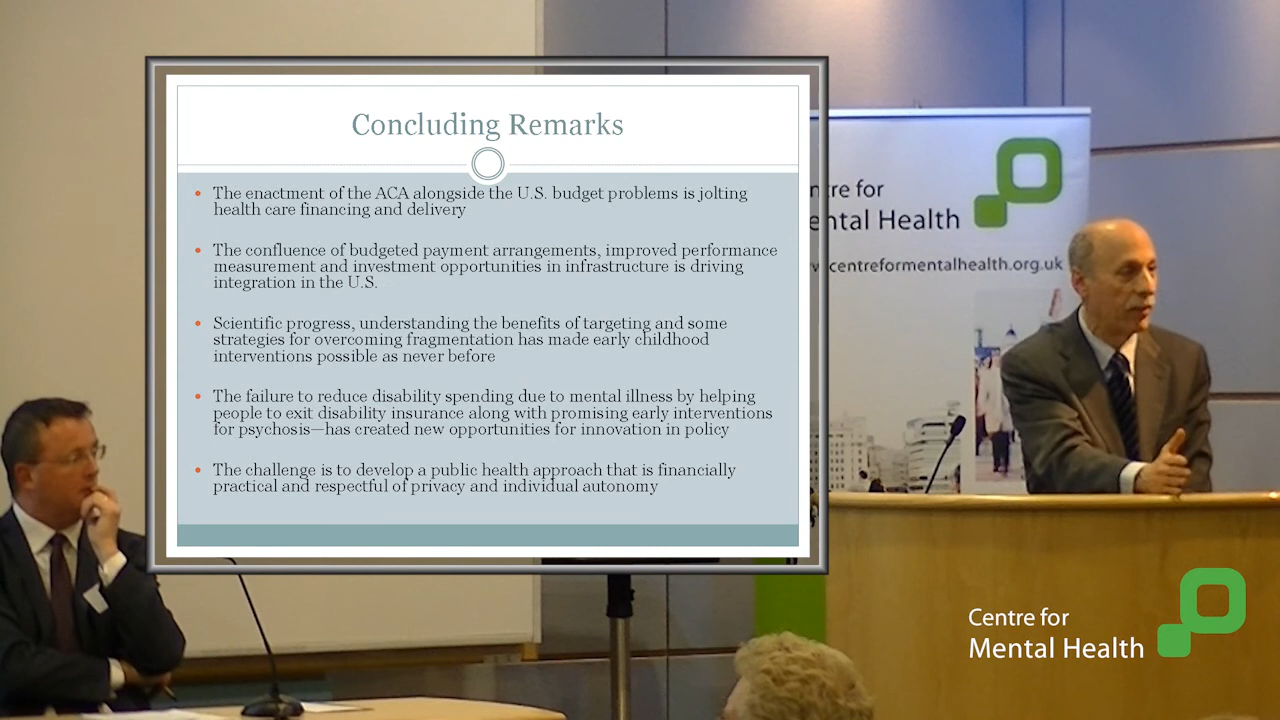 Concluding Remarks
• The enactment of the ACA alongside the U.S. budget problems is jolting
health care financing and delivery
• The confluence of budgeted payment arrangements, improved performance
measurement and investment opportunities in infrastructure is driving
integration in the U.S.
• Scientific progress, understanding the benefits of targeting and some
strategies for overcoming fragmentation has made early childhood
interventions possible as never before
• The failure to reduce disability spending due to mental illness by helping
people to exit disability insurance along with promising early interventions
for psychosis—has created new opportunities for innovation in policy
• The challenge is to develop a public health approach that is financially
practical and respectful of privacy and individual autonomy
ntre for
ental Health
centreformentalhealth.org.uk
Centre for
Mental Health